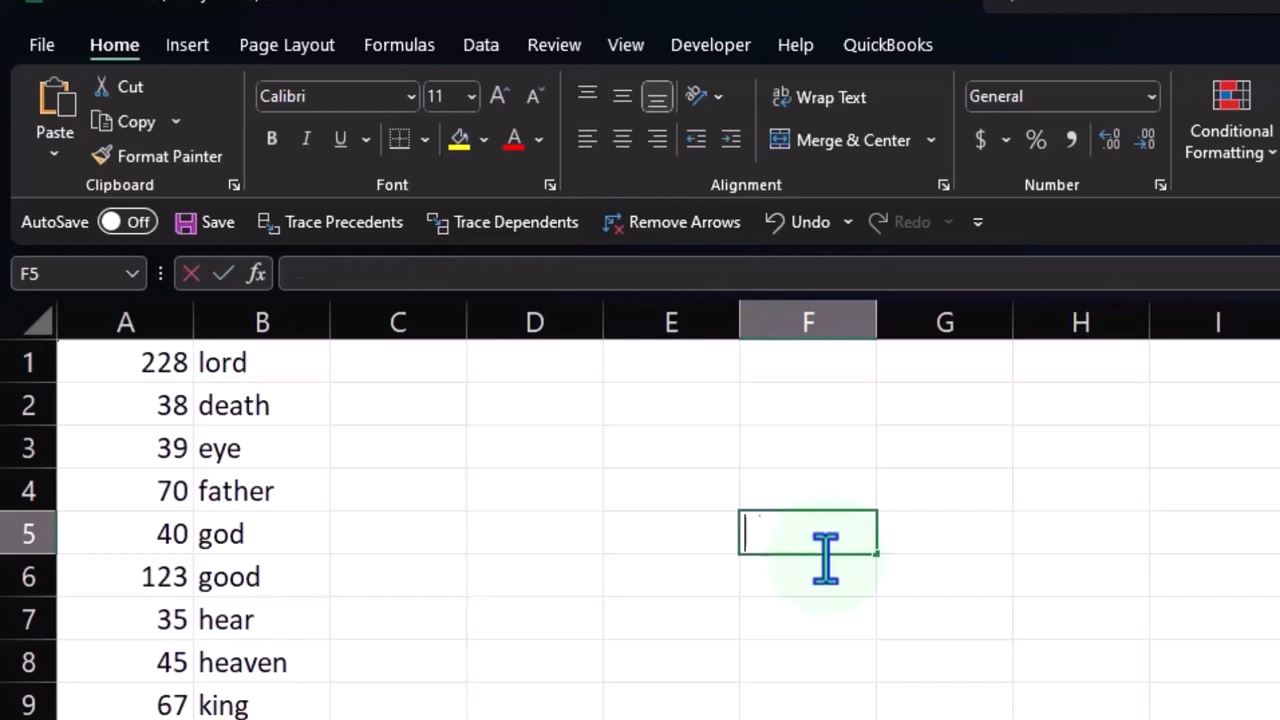 File Home Insert Page Layout Formulas Data Review View Developer Help QuickBooks
Paste
Cut
Copy
Format Painter
Clipboard
Calibri 11 A A
B I U A
Font
ab Wrap Text
Merge & Center
Alignment
General
$ % , .00
Number
Conditional
Formatting
AutoSave Off Save Trace Precedents Trace Dependents Remove Arrows Undo Redo
F5 fx
A B C D E F G H I
1 228 lord
2 38 death
3 39 eye
4 70 father
5 40 god
6 123 good
7 35 hear
8 45 heaven
9 67 king